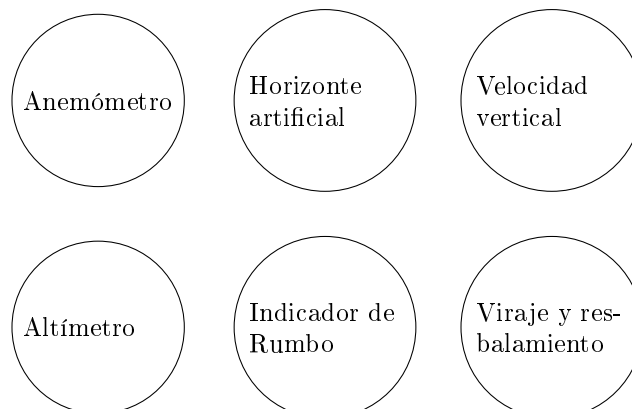 Anemómetro
Horizonte
artificial
Velocidad
vertical
Altímetro
Indicador de
Rumbo
Viraje y res-
balamiento